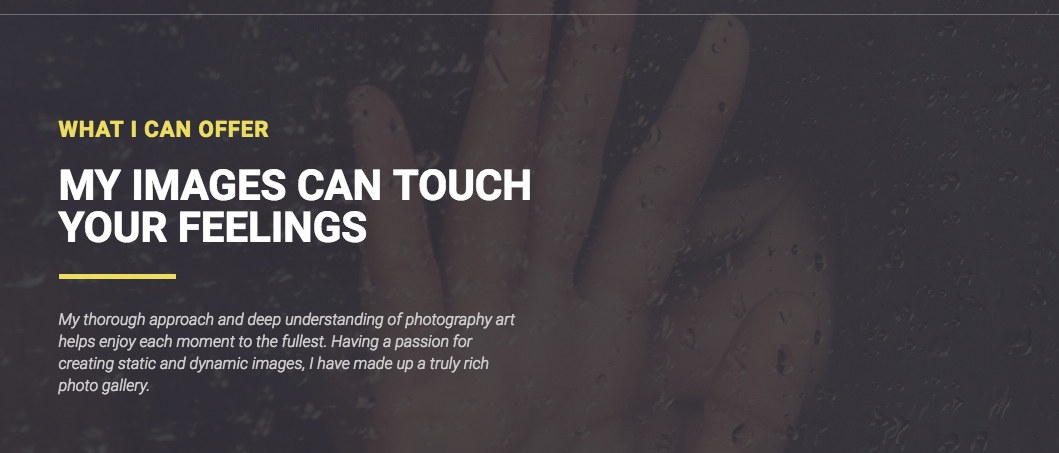 WHAT I CAN OFFER
MY IMAGES CAN TOUCH
YOUR FEELINGS
My thorough approach and deep understanding of photography art
helps enjoy each moment to the fullest. Having a passion for
creating static and dynamic images, I have made up a truly rich
photo gallery.